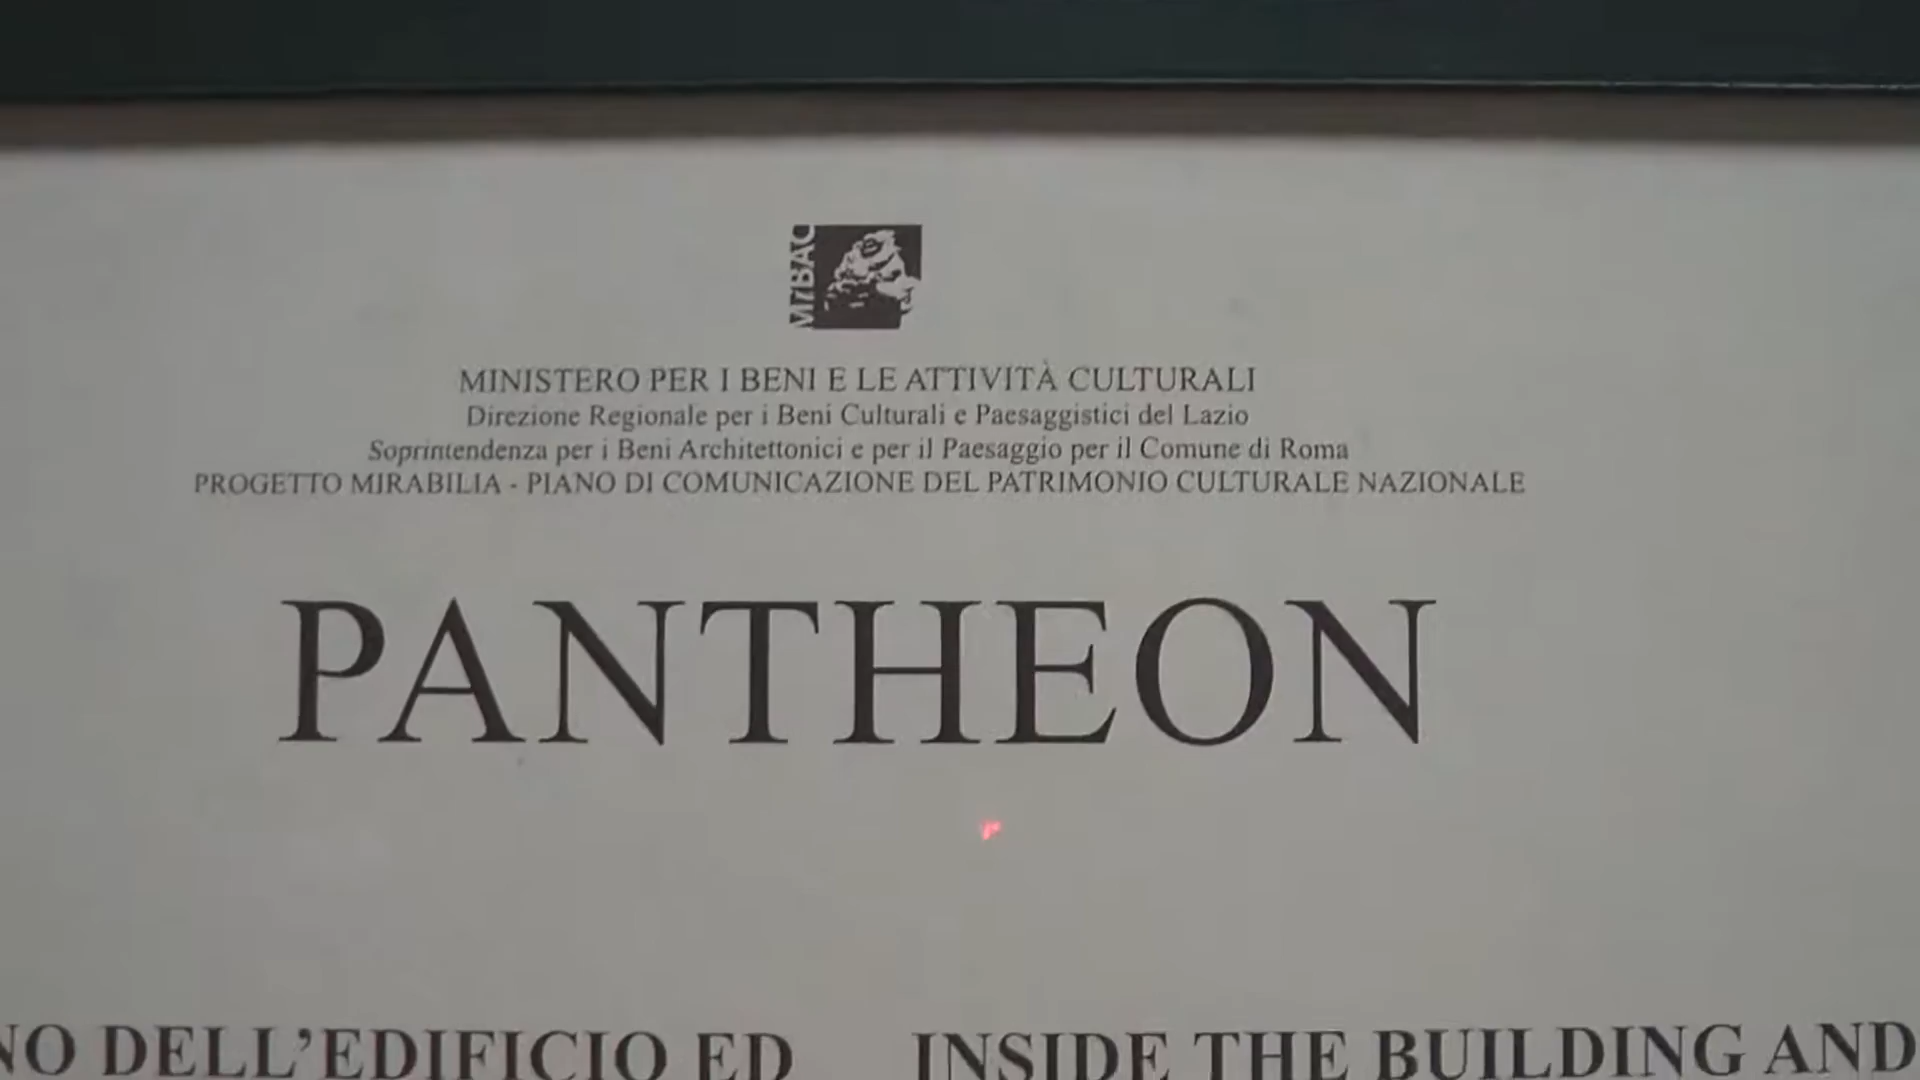 MiBAC
MINISTERO PER I BENI E LE ATTIVITÀ CULTURALI
Direzione Regionale per i Beni Culturali e Paesaggistici del Lazio
Soprintendenza per i Beni Architettonici e per il Paesaggio per il Comune di Roma
PROGETTO MIRABILIA - PIANO DI COMUNICAZIONE DEL PATRIMONIO CULTURALE NAZIONALE
PANTHEON
NO DELL'EDIFICIO ED
INSIDE THE BUILDING AND